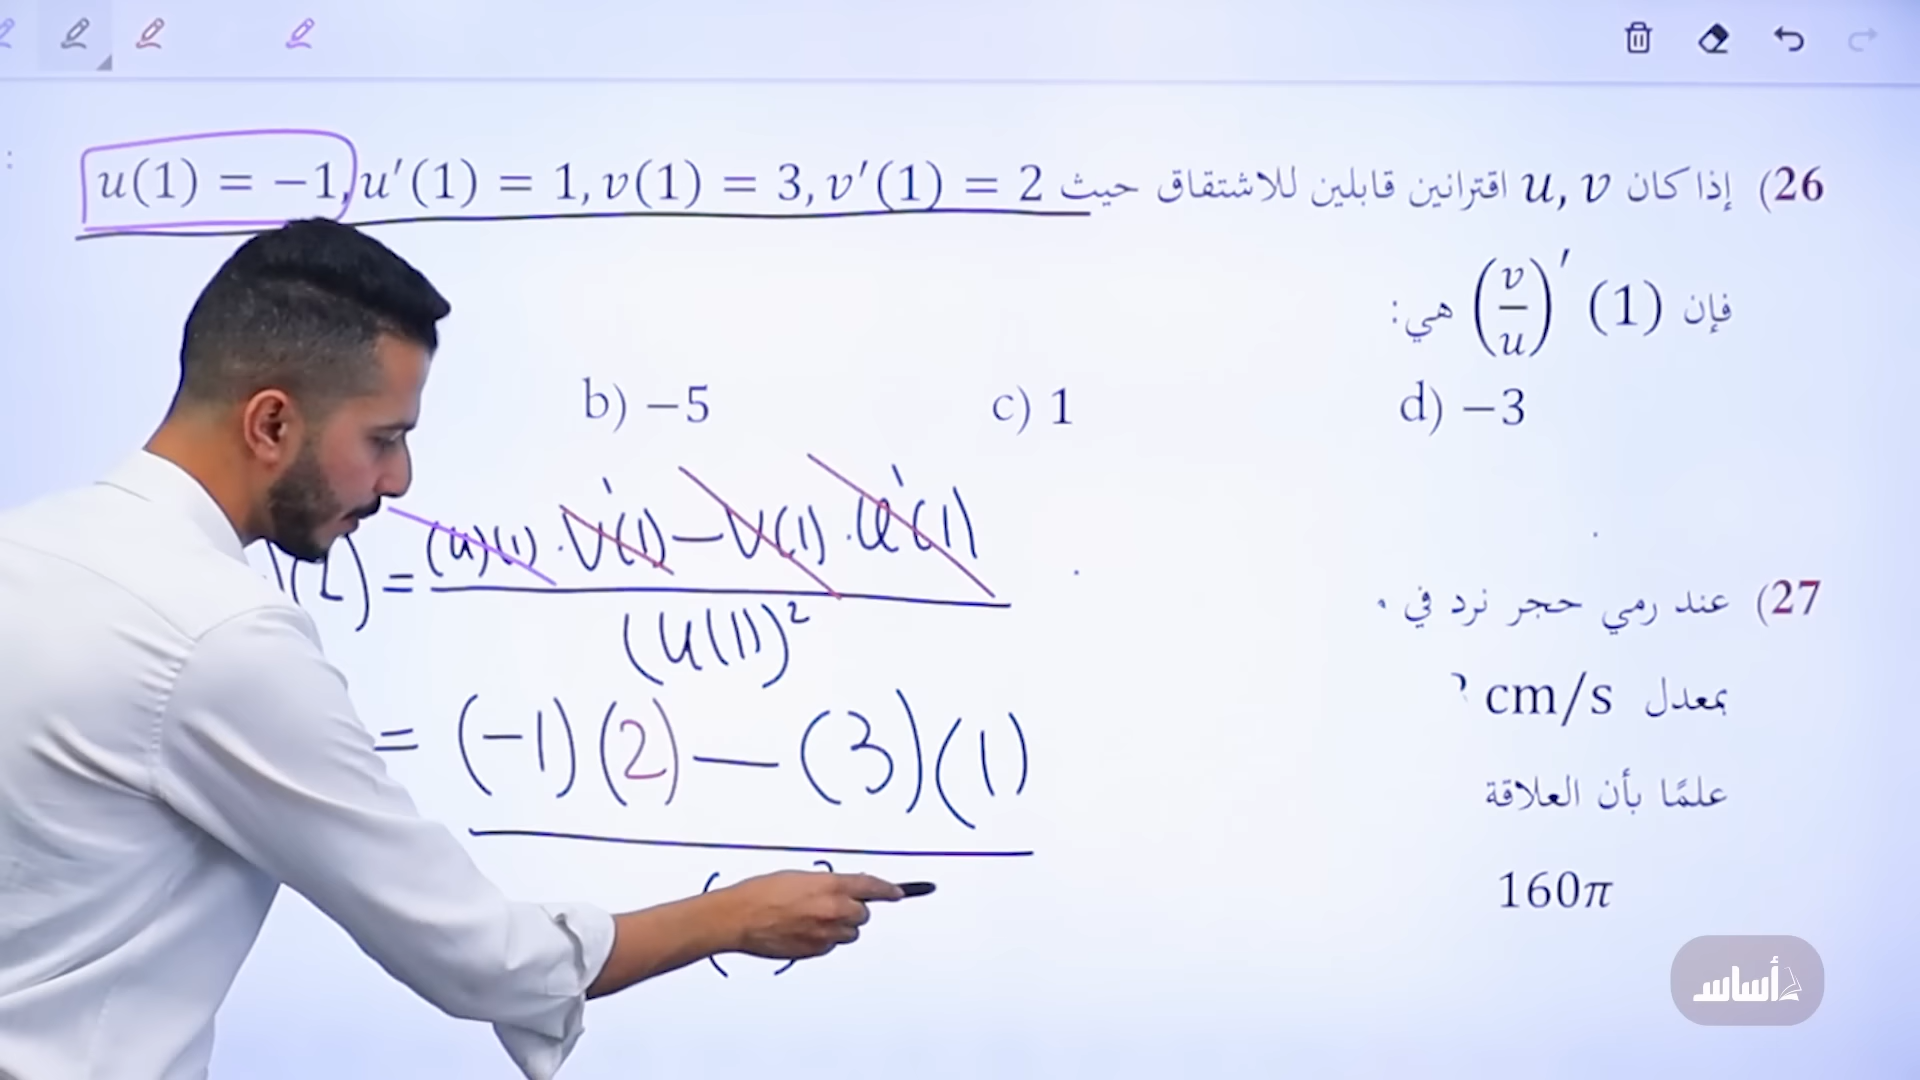 26) إذا كان u, v اقترانين قابلين للاشتقاق حيث u(1) = −1, u′(1) = 1, v(1) = 3, v′(1) = 2
فإن (v/u)′ (1) هي:
b) −5 c) 1 d) −3
= (u)(1) · v′(1) − v(1) · u′(1)
(u(1))²
= (−1)(2) − (3)(1)
27) عند رمي حجر نرد في
بمعدل cm/s
علمًا بأن العلاقة
160π
أساس